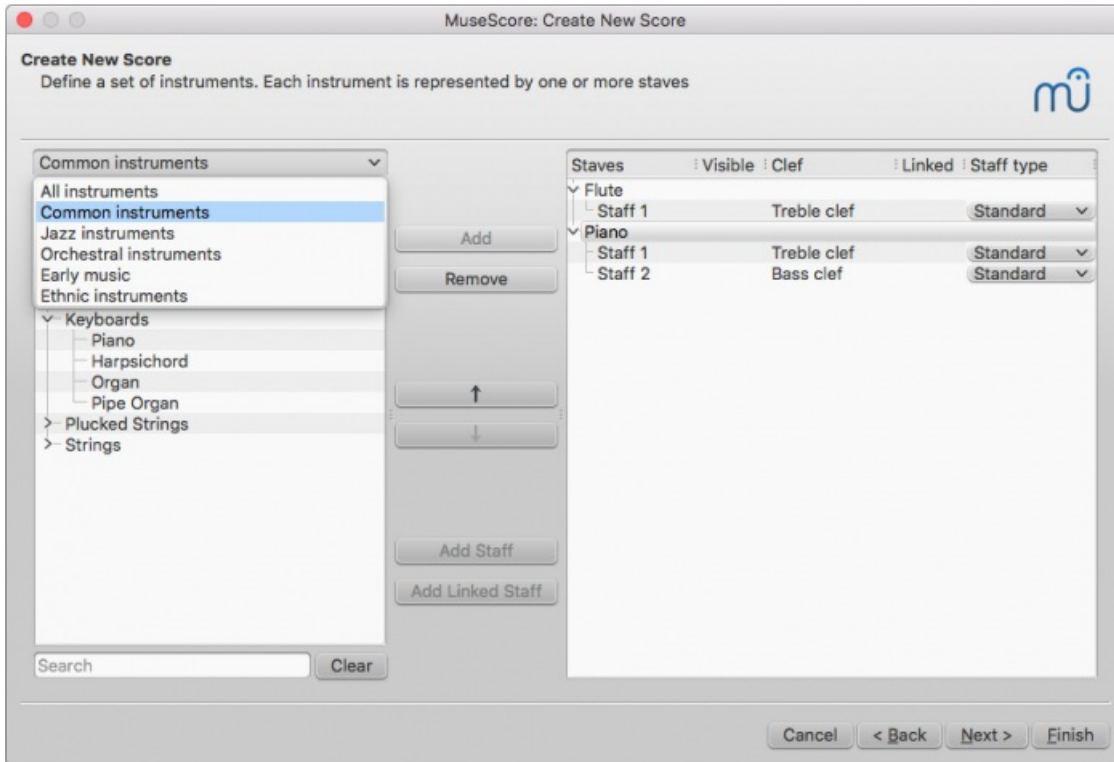 MuseScore: Create New Score
Create New Score
Define a set of instruments. Each instrument is represented by one or more staves
mu
Common instruments
All instruments
Common instruments
Jazz instruments
Orchestral instruments
Early music
Ethnic instruments
Keyboards
Piano
Harpsichord
Organ
Pipe Organ
Plucked Strings
Strings
Search
Clear
Add
Remove
↑
↓
Add Staff
Add Linked Staff
Staves Visible Clef Linked Staff type
Flute
Staff 1 Treble clef Standard
Piano
Staff 1 Treble clef Standard
Staff 2 Bass clef Standard
Cancel < Back Next > Finish